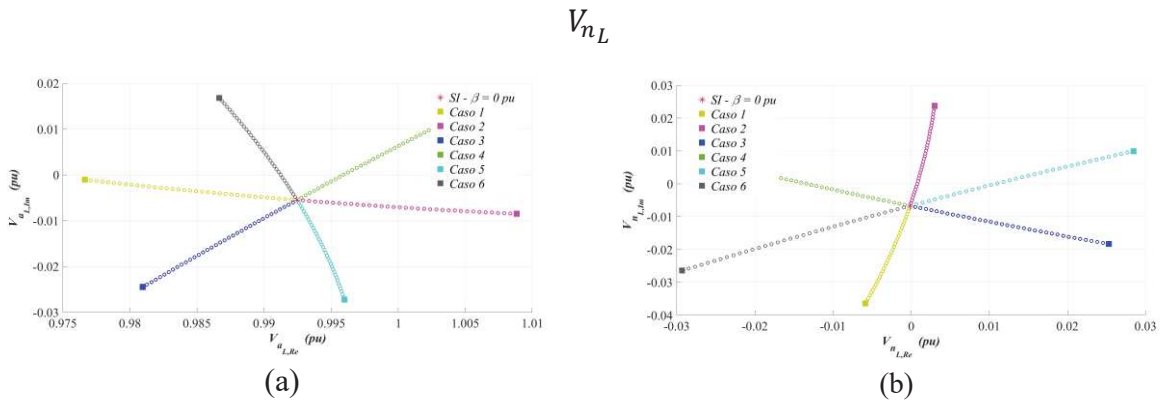 V_{n_L}
0.02
0.01
0
-0.01
-0.02
-0.03
V_{a_{L,Im}} (pu)
0.975
0.98
0.985
0.99
0.995
1
1.005
1.01
V_{a_{L,Re}} (pu)
SI - β = 0 pu
Caso 1
Caso 2
Caso 3
Caso 4
Caso 5
Caso 6
(a)
0.03
0.02
0.01
0
-0.01
-0.02
-0.03
-0.04
V_{n_{L,Im}} (pu)
-0.03
-0.02
-0.01
0
0.01
0.02
0.03
V_{n_{L,Re}} (pu)
SI - β = 0 pu
Caso 1
Caso 2
Caso 3
Caso 4
Caso 5
Caso 6
(b)